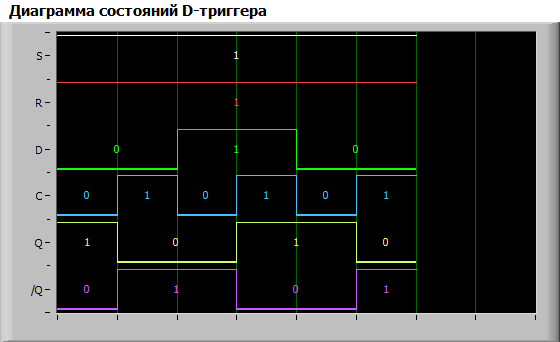 Диаграмма состояний D-триггера
S 1
R 1
D 0 1 0
C 0 1 0 1 0 1
Q 1 0 1 0
/Q 0 1 0 1